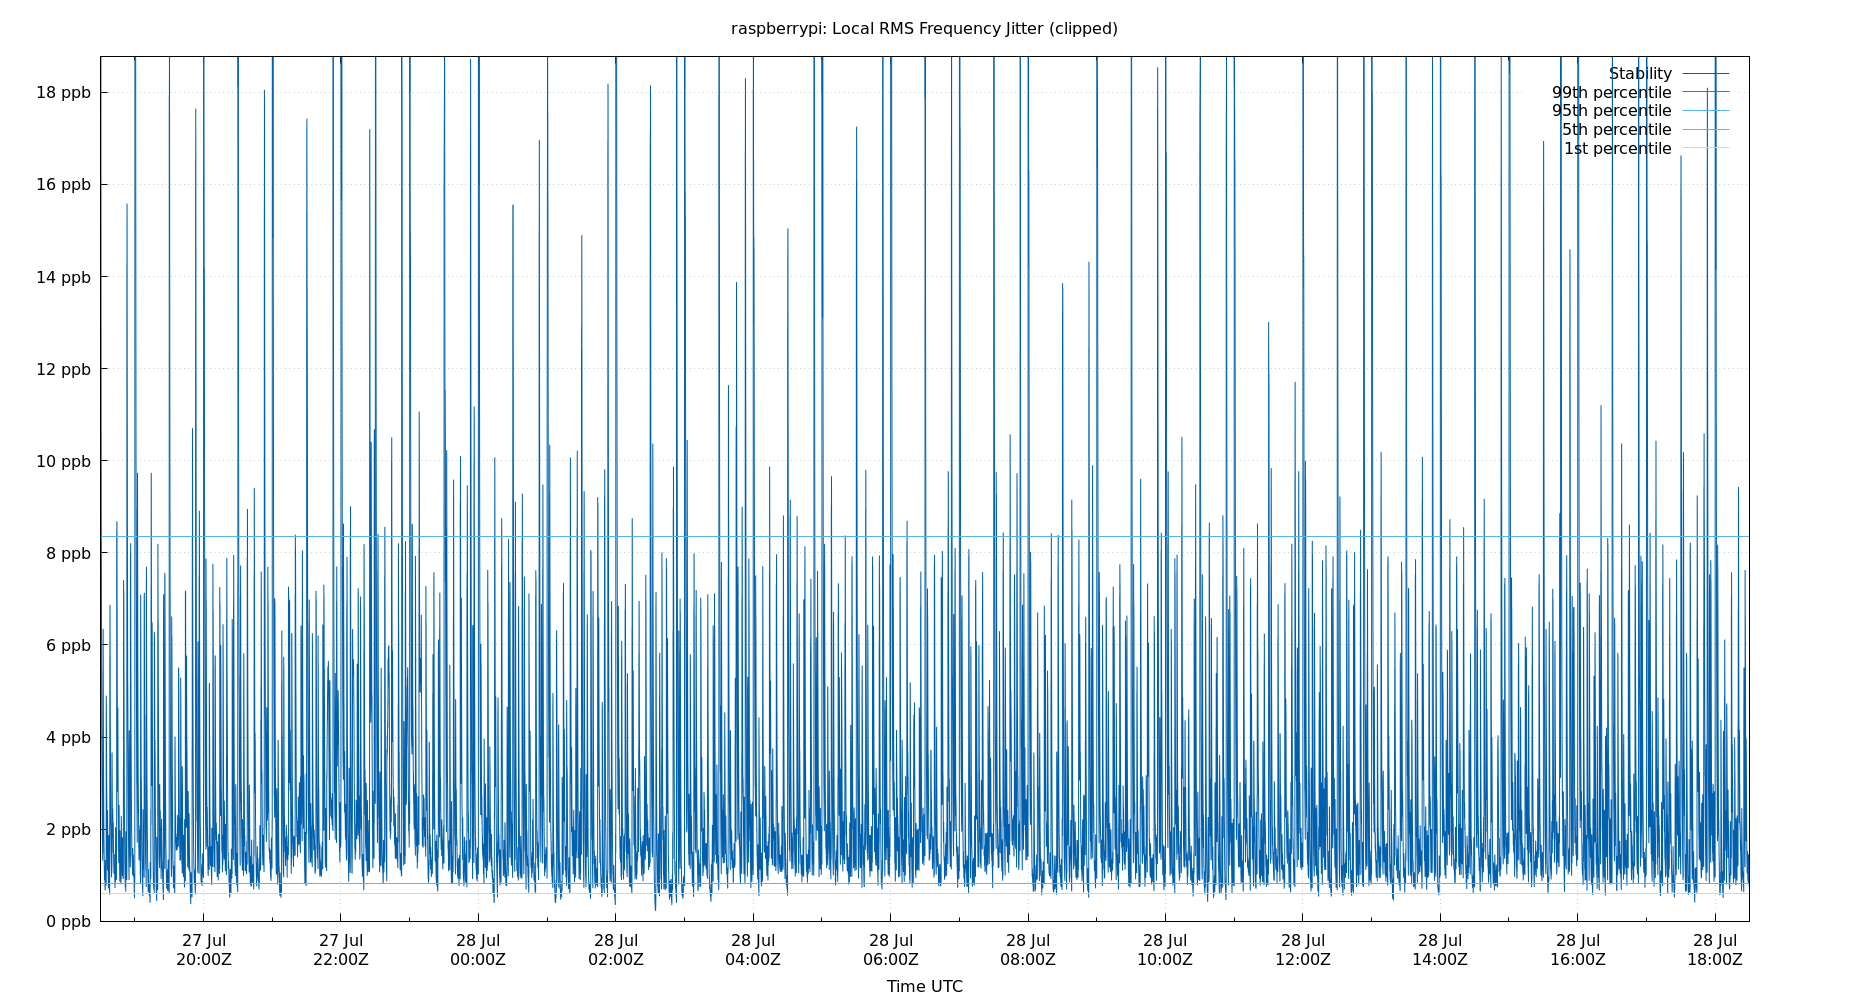 raspberrypi: Local RMS Frequency Jitter (clipped)
Stability
99th percentile
95th percentile
5th percentile
1st percentile
18 ppb
16 ppb
14 ppb
12 ppb
10 ppb
8 ppb
6 ppb
4 ppb
2 ppb
0 ppb
27 Jul 27 Jul 28 Jul 28 Jul 28 Jul 28 Jul 28 Jul 28 Jul 28 Jul 28 Jul 28 Jul 28 Jul
20:00Z 22:00Z 00:00Z 02:00Z 04:00Z 06:00Z 08:00Z 10:00Z 12:00Z 14:00Z 16:00Z 18:00Z
Time UTC